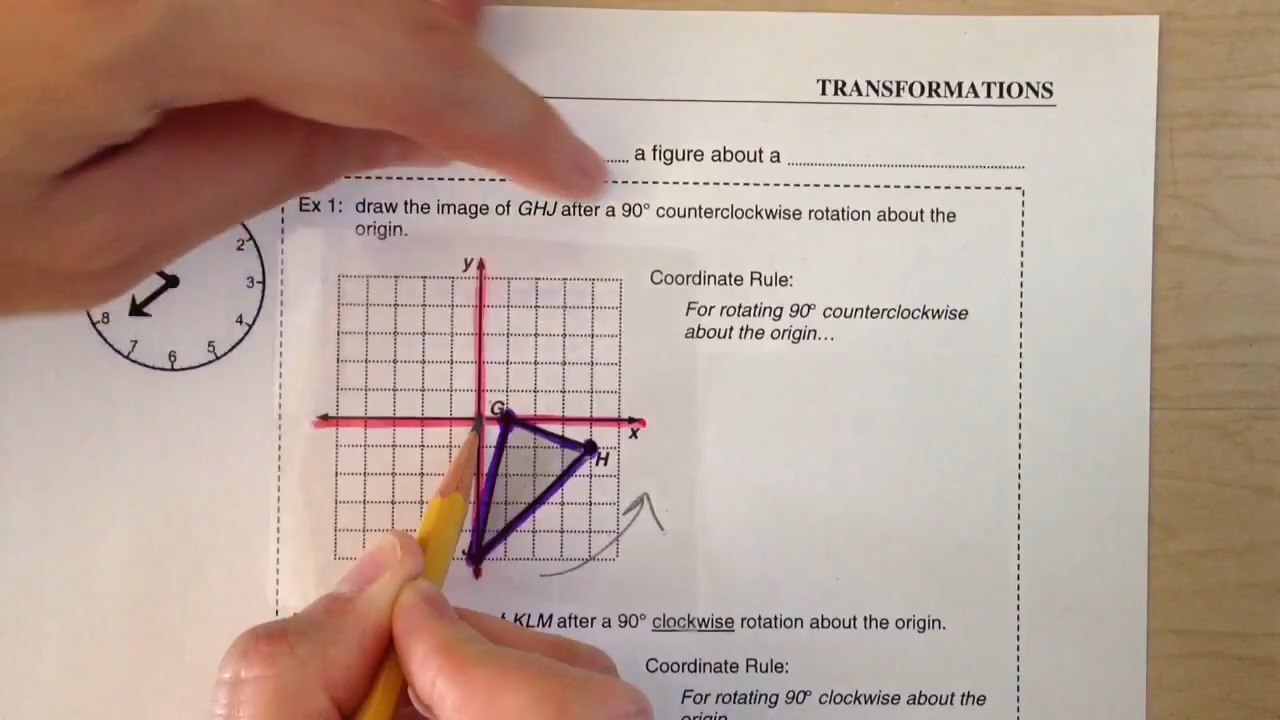 TRANSFORMATIONS
a figure about a
Ex 1: draw the image of GHJ after a 90° counterclockwise rotation about the
origin.
2
3
4
5
6
7
8
y
G
x
H
J
Coordinate Rule:
For rotating 90° counterclockwise
about the origin...
KLM after a 90° clockwise rotation about the origin.
Coordinate Rule:
For rotating 90° clockwise about the
origin